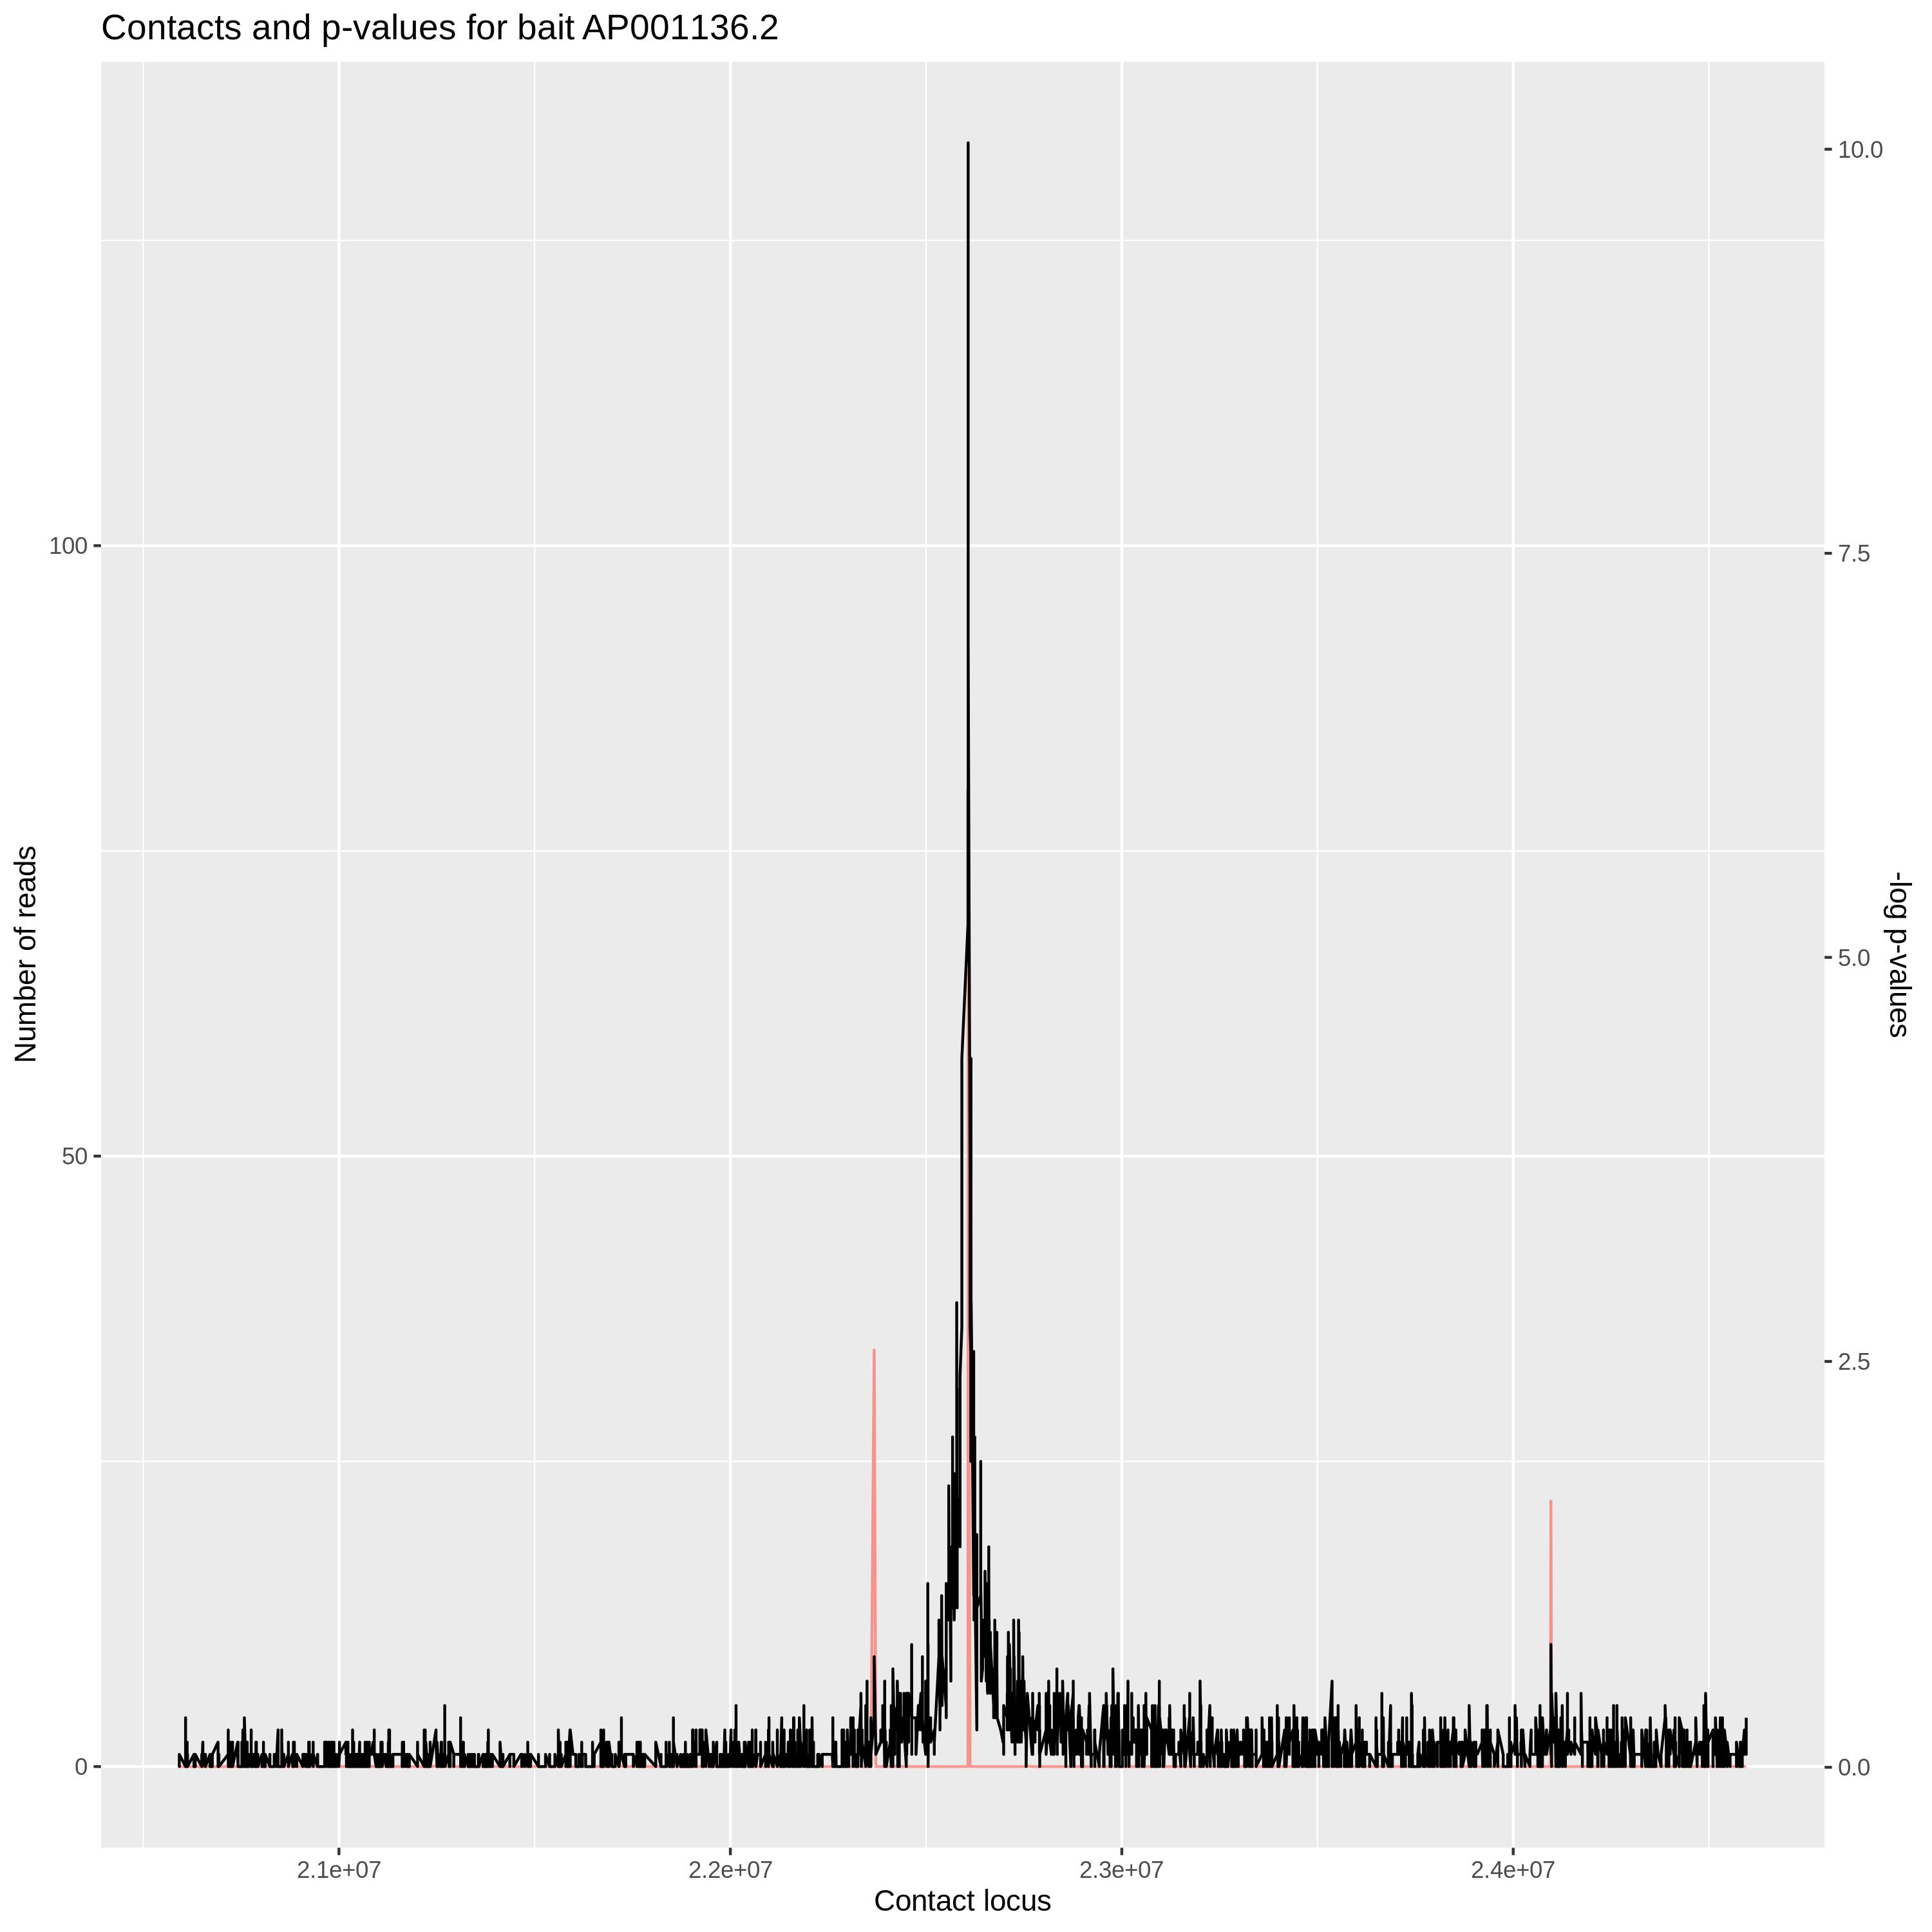 Contacts and p-values for bait AP001136.2
10.0
100
7.5
Number of reads
-log p-values
5.0
50
2.5
0
0.0
2.1e+07
2.2e+07
2.3e+07
2.4e+07
Contact locus